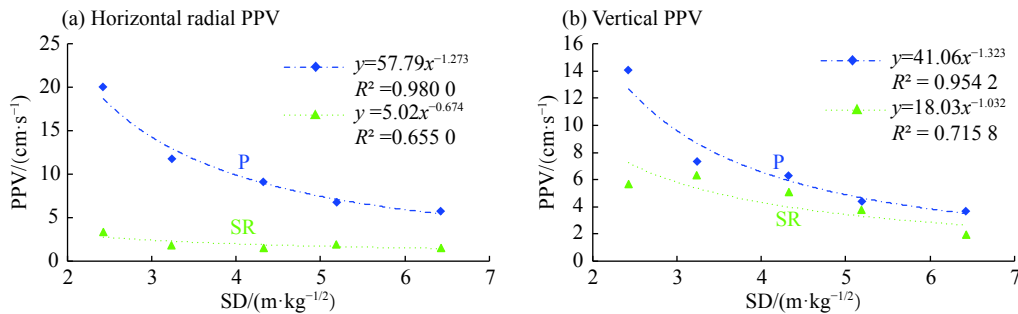 (a) Horizontal radial PPV
PPV/(cm·s⁻¹)
25
20
15
10
5
0
y=57.79x⁻¹·²⁷³
R² =0.980 0
y =5.02x⁻⁰·⁶⁷⁴
R² =0.655 0
P
SR
2 3 4 5 6 7
SD/(m·kg⁻¹/²)
(b) Vertical PPV
PPV/(cm·s⁻¹)
16
14
12
10
8
6
4
2
0
y=41.06x⁻¹·³²³
R² =0.954 2
y=18.03x⁻¹·⁰³²
R² =0.715 8
P
SR
2 3 4 5 6 7
SD/(m·kg⁻¹/²)